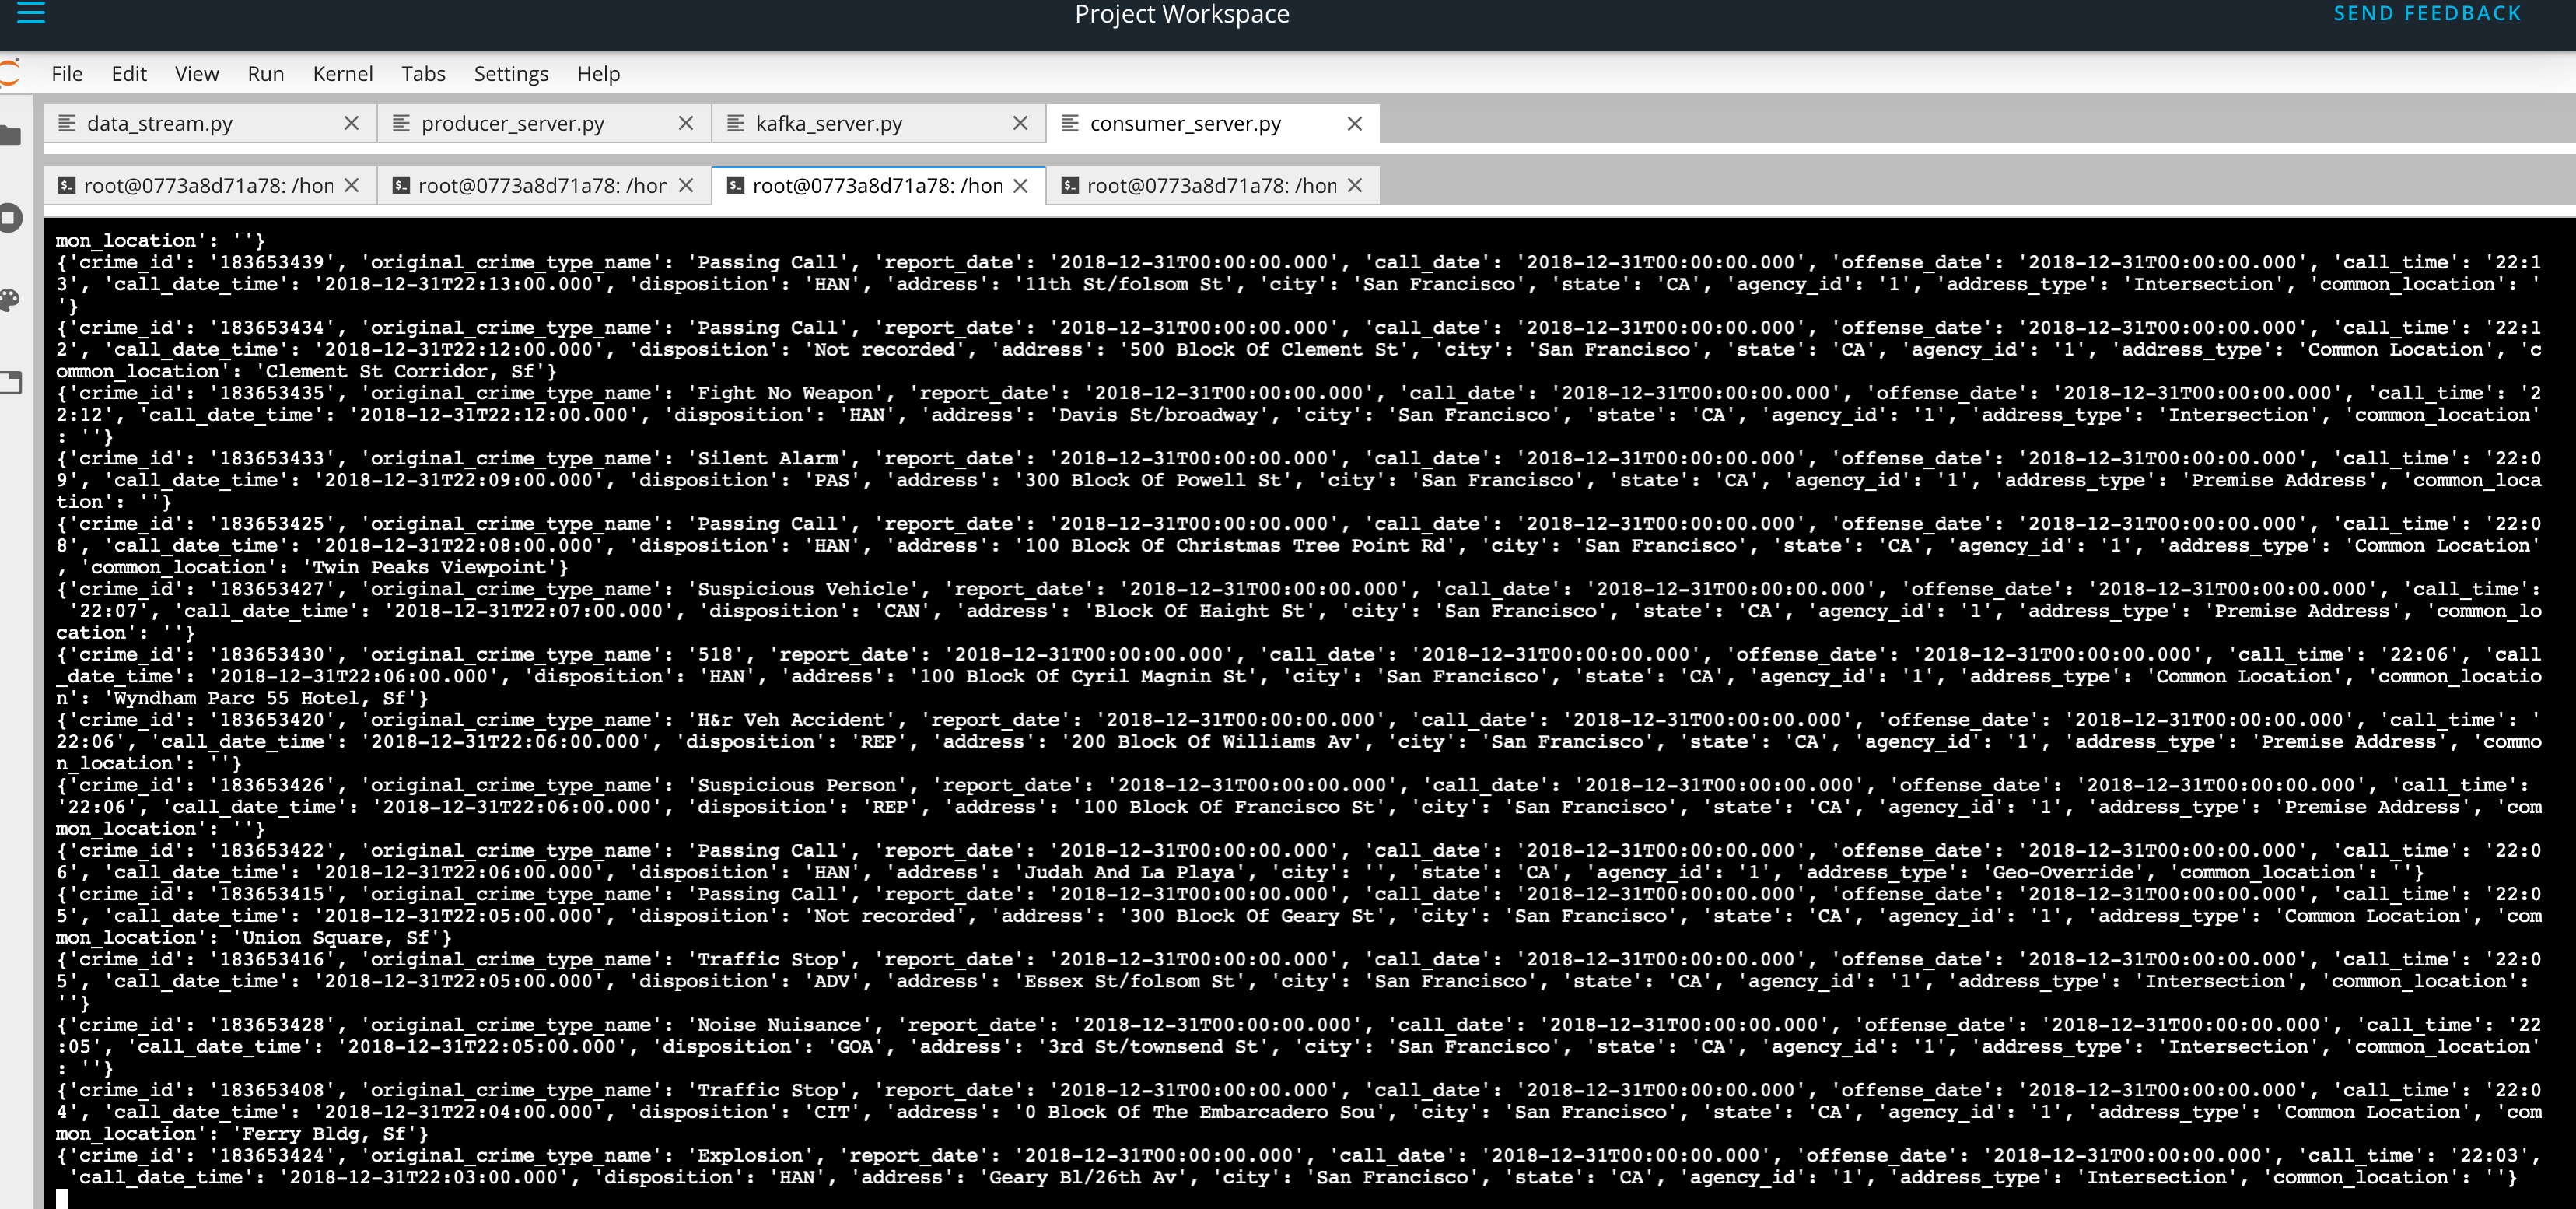 Project Workspace
SEND FEEDBACK
File Edit View Run Kernel Tabs Settings Help
data_stream.py producer_server.py kafka_server.py consumer_server.py
root@0773a8d71a78: /hon root@0773a8d71a78: /hon root@0773a8d71a78: /hon root@0773a8d71a78: /hon
mon_location': ''}
{'crime_id': '183653439', 'original_crime_type_name': 'Passing Call', 'report_date': '2018-12-31T00:00:00.000', 'call_date': '2018-12-31T00:00:00.000', 'offense_date': '2018-12-31T00:00:00.000', 'call_time': '22:1
3', 'call_date_time': '2018-12-31T22:13:00.000', 'disposition': 'HAN', 'address': '11th St/folsom St', 'city': 'San Francisco', 'state': 'CA', 'agency_id': '1', 'address_type': 'Intersection', 'common_location': '
'}
{'crime_id': '183653434', 'original_crime_type_name': 'Passing Call', 'report_date': '2018-12-31T00:00:00.000', 'call_date': '2018-12-31T00:00:00.000', 'offense_date': '2018-12-31T00:00:00.000', 'call_time': '22:1
2', 'call_date_time': '2018-12-31T22:12:00.000', 'disposition': 'Not recorded', 'address': '500 Block Of Clement St', 'city': 'San Francisco', 'state': 'CA', 'agency_id': '1', 'address_type': 'Common Location', 'c
ommon_location': 'Clement St Corridor, Sf'}
{'crime_id': '183653435', 'original_crime_type_name': 'Fight No Weapon', 'report_date': '2018-12-31T00:00:00.000', 'call_date': '2018-12-31T00:00:00.000', 'offense_date': '2018-12-31T00:00:00.000', 'call_time': '2
2:12', 'call_date_time': '2018-12-31T22:12:00.000', 'disposition': 'HAN', 'address': 'Davis St/broadway', 'city': 'San Francisco', 'state': 'CA', 'agency_id': '1', 'address_type': 'Intersection', 'common_location'
: ''}
{'crime_id': '183653433', 'original_crime_type_name': 'Silent Alarm', 'report_date': '2018-12-31T00:00:00.000', 'call_date': '2018-12-31T00:00:00.000', 'offense_date': '2018-12-31T00:00:00.000', 'call_time': '22:0
9', 'call_date_time': '2018-12-31T22:09:00.000', 'disposition': 'PAS', 'address': '300 Block Of Powell St', 'city': 'San Francisco', 'state': 'CA', 'agency_id': '1', 'address_type': 'Premise Address', 'common_loca
tion': ''}
{'crime_id': '183653425', 'original_crime_type_name': 'Passing Call', 'report_date': '2018-12-31T00:00:00.000', 'call_date': '2018-12-31T00:00:00.000', 'offense_date': '2018-12-31T00:00:00.000', 'call_time': '22:0
8', 'call_date_time': '2018-12-31T22:08:00.000', 'disposition': 'HAN', 'address': '100 Block Of Christmas Tree Point Rd', 'city': 'San Francisco', 'state': 'CA', 'agency_id': '1', 'address_type': 'Common Location'
, 'common_location': 'Twin Peaks Viewpoint'}
{'crime_id': '183653427', 'original_crime_type_name': 'Suspicious Vehicle', 'report_date': '2018-12-31T00:00:00.000', 'call_date': '2018-12-31T00:00:00.000', 'offense_date': '2018-12-31T00:00:00.000', 'call_time':
'22:07', 'call_date_time': '2018-12-31T22:07:00.000', 'disposition': 'CAN', 'address': 'Block Of Haight St', 'city': 'San Francisco', 'state': 'CA', 'agency_id': '1', 'address_type': 'Premise Address', 'common_lo
cation': ''}
{'crime_id': '183653430', 'original_crime_type_name': '518', 'report_date': '2018-12-31T00:00:00.000', 'call_date': '2018-12-31T00:00:00.000', 'offense_date': '2018-12-31T00:00:00.000', 'call_time': '22:06', 'call
_date_time': '2018-12-31T22:06:00.000', 'disposition': 'HAN', 'address': '100 Block Of Cyril Magnin St', 'city': 'San Francisco', 'state': 'CA', 'agency_id': '1', 'address_type': 'Common Location', 'common_locatio
n': 'Wyndham Parc 55 Hotel, Sf'}
{'crime_id': '183653420', 'original_crime_type_name': 'H&r Veh Accident', 'report_date': '2018-12-31T00:00:00.000', 'call_date': '2018-12-31T00:00:00.000', 'offense_date': '2018-12-31T00:00:00.000', 'call_time': '
22:06', 'call_date_time': '2018-12-31T22:06:00.000', 'disposition': 'REP', 'address': '200 Block Of Williams Av', 'city': 'San Francisco', 'state': 'CA', 'agency_id': '1', 'address_type': 'Premise Address', 'commo
n_location': ''}
{'crime_id': '183653426', 'original_crime_type_name': 'Suspicious Person', 'report_date': '2018-12-31T00:00:00.000', 'call_date': '2018-12-31T00:00:00.000', 'offense_date': '2018-12-31T00:00:00.000', 'call_time':
'22:06', 'call_date_time': '2018-12-31T22:06:00.000', 'disposition': 'REP', 'address': '100 Block Of Francisco St', 'city': 'San Francisco', 'state': 'CA', 'agency_id': '1', 'address_type': 'Premise Address', 'com
mon_location': ''}
{'crime_id': '183653422', 'original_crime_type_name': 'Passing Call', 'report_date': '2018-12-31T00:00:00.000', 'call_date': '2018-12-31T00:00:00.000', 'offense_date': '2018-12-31T00:00:00.000', 'call_time': '22:0
6', 'call_date_time': '2018-12-31T22:06:00.000', 'disposition': 'HAN', 'address': 'Judah And La Playa', 'city': '', 'state': 'CA', 'agency_id': '1', 'address_type': 'Geo-Override', 'common_location': ''}
{'crime_id': '183653415', 'original_crime_type_name': 'Passing Call', 'report_date': '2018-12-31T00:00:00.000', 'call_date': '2018-12-31T00:00:00.000', 'offense_date': '2018-12-31T00:00:00.000', 'call_time': '22:0
5', 'call_date_time': '2018-12-31T22:05:00.000', 'disposition': 'Not recorded', 'address': '300 Block Of Geary St', 'city': 'San Francisco', 'state': 'CA', 'agency_id': '1', 'address_type': 'Common Location', 'com
mon_location': 'Union Square, Sf'}
{'crime_id': '183653416', 'original_crime_type_name': 'Traffic Stop', 'report_date': '2018-12-31T00:00:00.000', 'call_date': '2018-12-31T00:00:00.000', 'offense_date': '2018-12-31T00:00:00.000', 'call_time': '22:0
5', 'call_date_time': '2018-12-31T22:05:00.000', 'disposition': 'ADV', 'address': 'Essex St/folsom St', 'city': 'San Francisco', 'state': 'CA', 'agency_id': '1', 'address_type': 'Intersection', 'common_location':
''}
{'crime_id': '183653428', 'original_crime_type_name': 'Noise Nuisance', 'report_date': '2018-12-31T00:00:00.000', 'call_date': '2018-12-31T00:00:00.000', 'offense_date': '2018-12-31T00:00:00.000', 'call_time': '22
:05', 'call_date_time': '2018-12-31T22:05:00.000', 'disposition': 'GOA', 'address': '3rd St/townsend St', 'city': 'San Francisco', 'state': 'CA', 'agency_id': '1', 'address_type': 'Intersection', 'common_location'
: ''}
{'crime_id': '183653408', 'original_crime_type_name': 'Traffic Stop', 'report_date': '2018-12-31T00:00:00.000', 'call_date': '2018-12-31T00:00:00.000', 'offense_date': '2018-12-31T00:00:00.000', 'call_time': '22:0
4', 'call_date_time': '2018-12-31T22:04:00.000', 'disposition': 'CIT', 'address': '0 Block Of The Embarcadero Sou', 'city': 'San Francisco', 'state': 'CA', 'agency_id': '1', 'address_type': 'Common Location', 'com
mon_location': 'Ferry Bldg, Sf'}
{'crime_id': '183653424', 'original_crime_type_name': 'Explosion', 'report_date': '2018-12-31T00:00:00.000', 'call_date': '2018-12-31T00:00:00.000', 'offense_date': '2018-12-31T00:00:00.000', 'call_time': '22:03',
'call_date_time': '2018-12-31T22:03:00.000', 'disposition': 'HAN', 'address': 'Geary Bl/26th Av', 'city': 'San Francisco', 'state': 'CA', 'agency_id': '1', 'address_type': 'Intersection', 'common_location': ''}